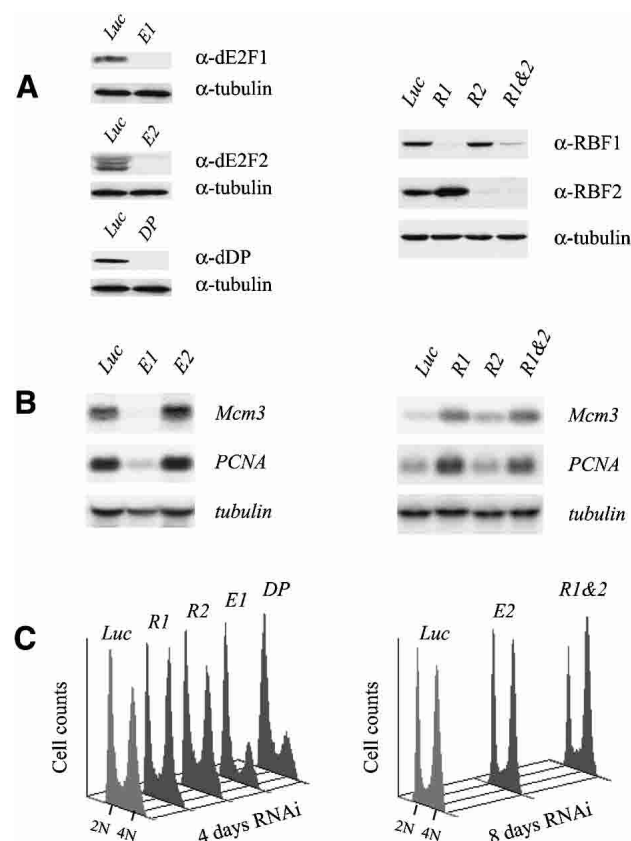 A
Luc E1
α-dE2F1
α-tubulin
Luc E2
α-dE2F2
α-tubulin
Luc DP
α-dDP
α-tubulin
Luc R1 R2 R1&2
α-RBF1
α-RBF2
α-tubulin
B
Luc E1 E2
Mcm3
PCNA
tubulin
Luc R1 R2 R1&2
Mcm3
PCNA
tubulin
C
Cell counts
Luc R1 R2 E1 DP
2N 4N
4 days RNAi
Cell counts
Luc E2 R1&2
2N 4N
8 days RNAi